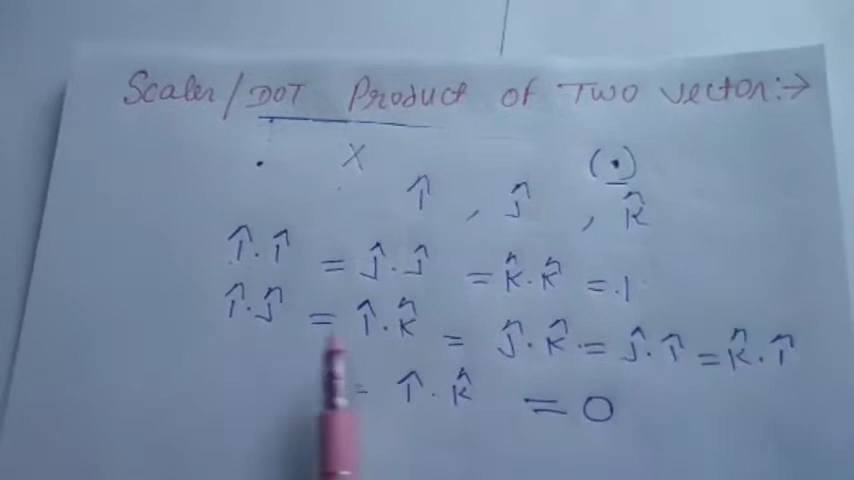 Scaler/DOT Product of Two vector:→
. X (.)
î , ĵ , k̂
î.î = ĵ.ĵ = k̂.k̂ = 1
î.ĵ = î.k̂ = ĵ.k̂ = ĵ.î = k̂.î
= î.k̂ = 0